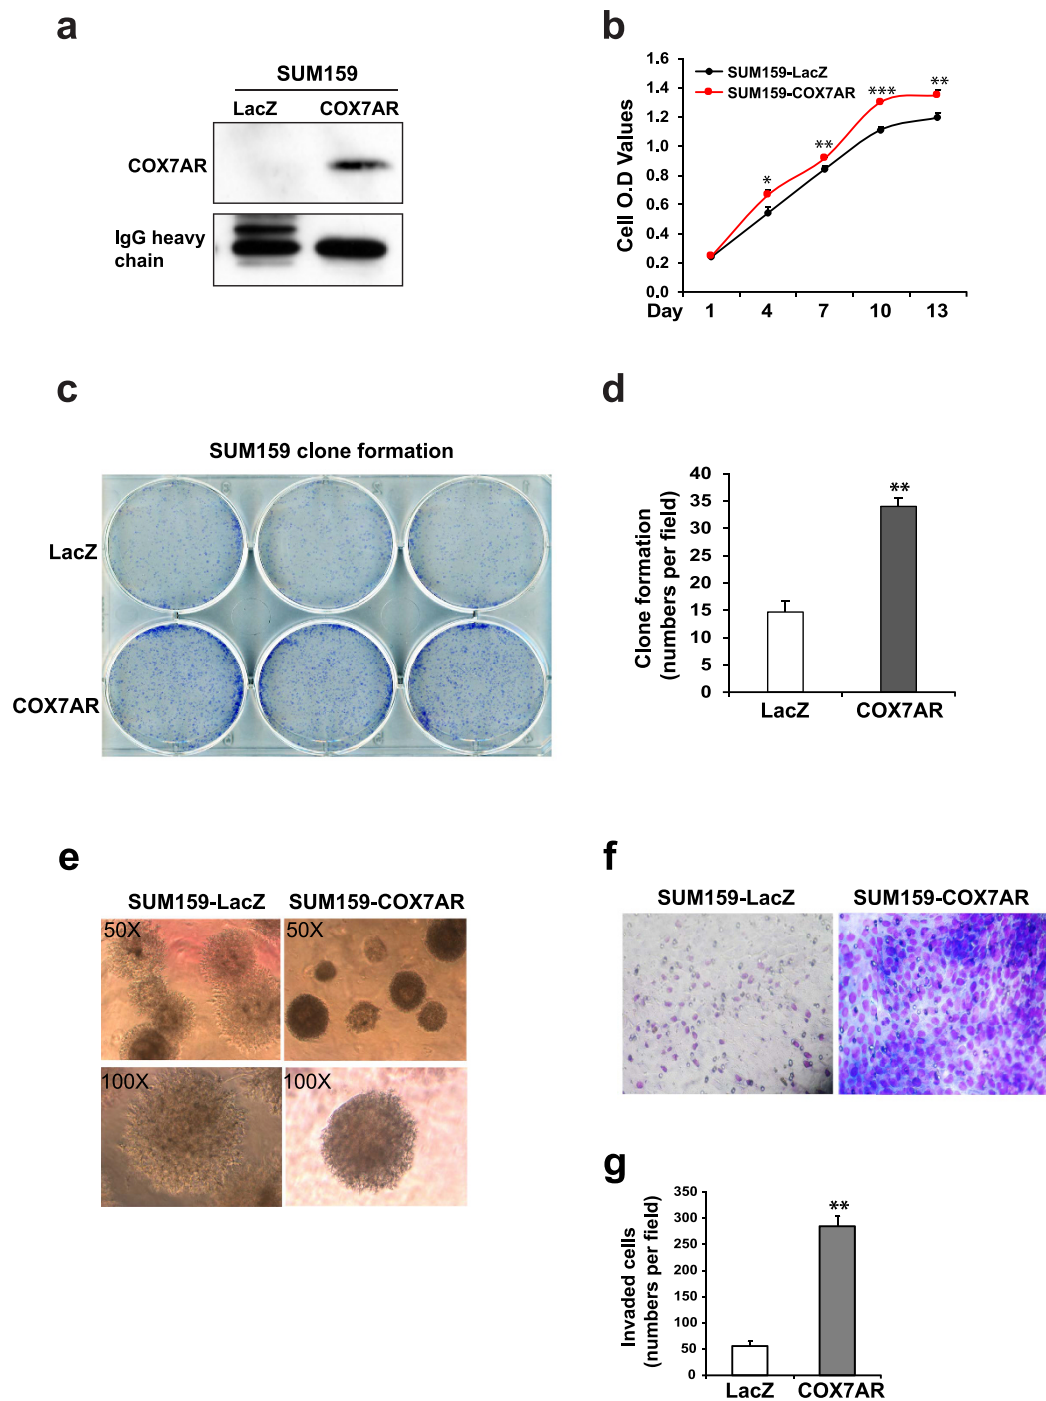 a
SUM159
LacZ COX7AR
COX7AR
IgG heavy
chain
b
Cell O.D Values
1.6
1.4
1.2
1.0
0.8
0.6
0.4
0.2
0.0
SUM159-LacZ
SUM159-COX7AR
*
**
***
**
Day 1 4 7 10 13
c
SUM159 clone formation
LacZ
COX7AR
d
Clone formation
(numbers per field)
40
35
30
25
20
15
10
5
0
**
LacZ COX7AR
e
SUM159-LacZ SUM159-COX7AR
50X 50X
100X 100X
f
SUM159-LacZ SUM159-COX7AR
g
Invaded cells
(numbers per field)
350
300
250
200
150
100
50
0
**
LacZ COX7AR